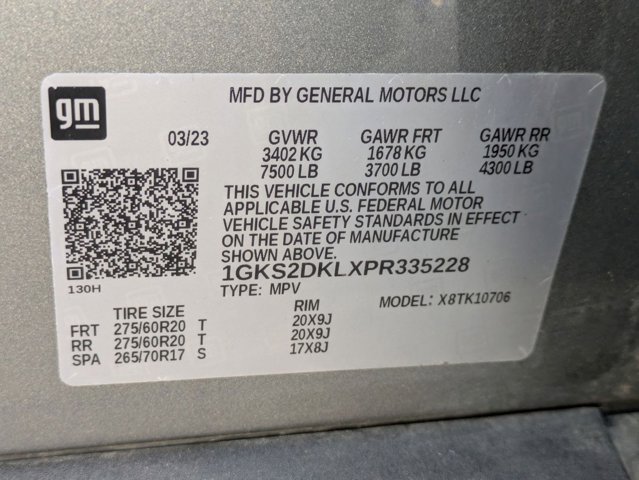 gm
MFD BY GENERAL MOTORS LLC
03/23 GVWR GAWR FRT GAWR RR
3402 KG 1678 KG 1950 KG
7500 LB 3700 LB 4300 LB
THIS VEHICLE CONFORMS TO ALL
APPLICABLE U.S. FEDERAL MOTOR
VEHICLE SAFETY STANDARDS IN EFFECT
ON THE DATE OF MANUFACTURE
SHOWN ABOVE.
1GKS2DKLXPR335228
130H
TYPE: MPV MODEL: X8TK10706
TIRE SIZE RIM
FRT 275/60R20 T 20X9J
RR 275/60R20 T 20X9J
SPA 265/70R17 S 17X8J